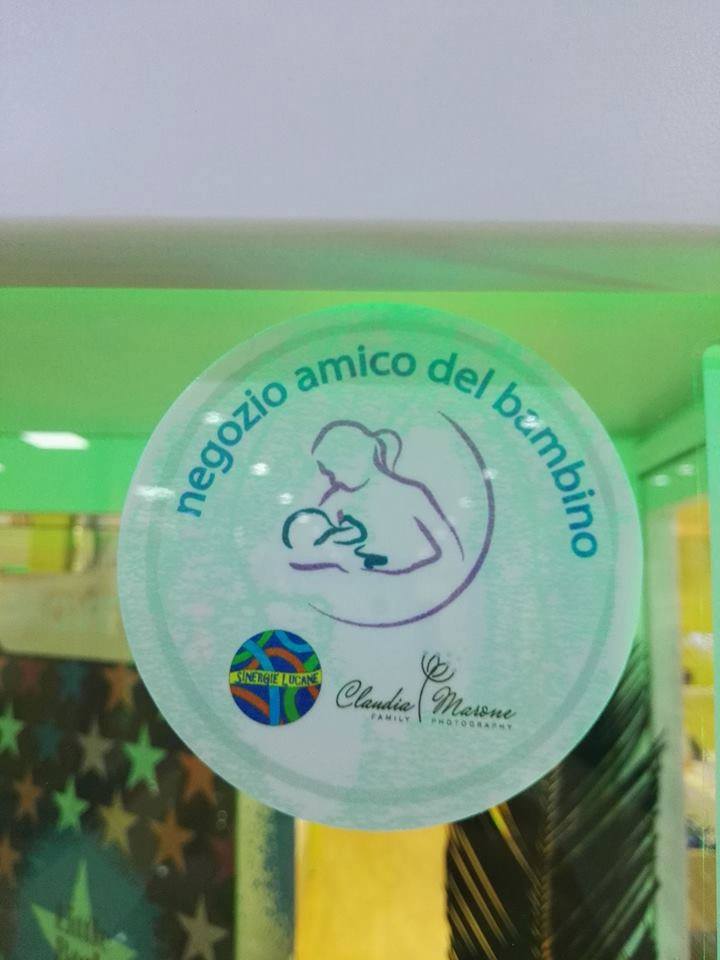 negozio amico del bambino
SINERGIE LUCANE
Claudia Marone
FAMILY PHOTOGRAPHY